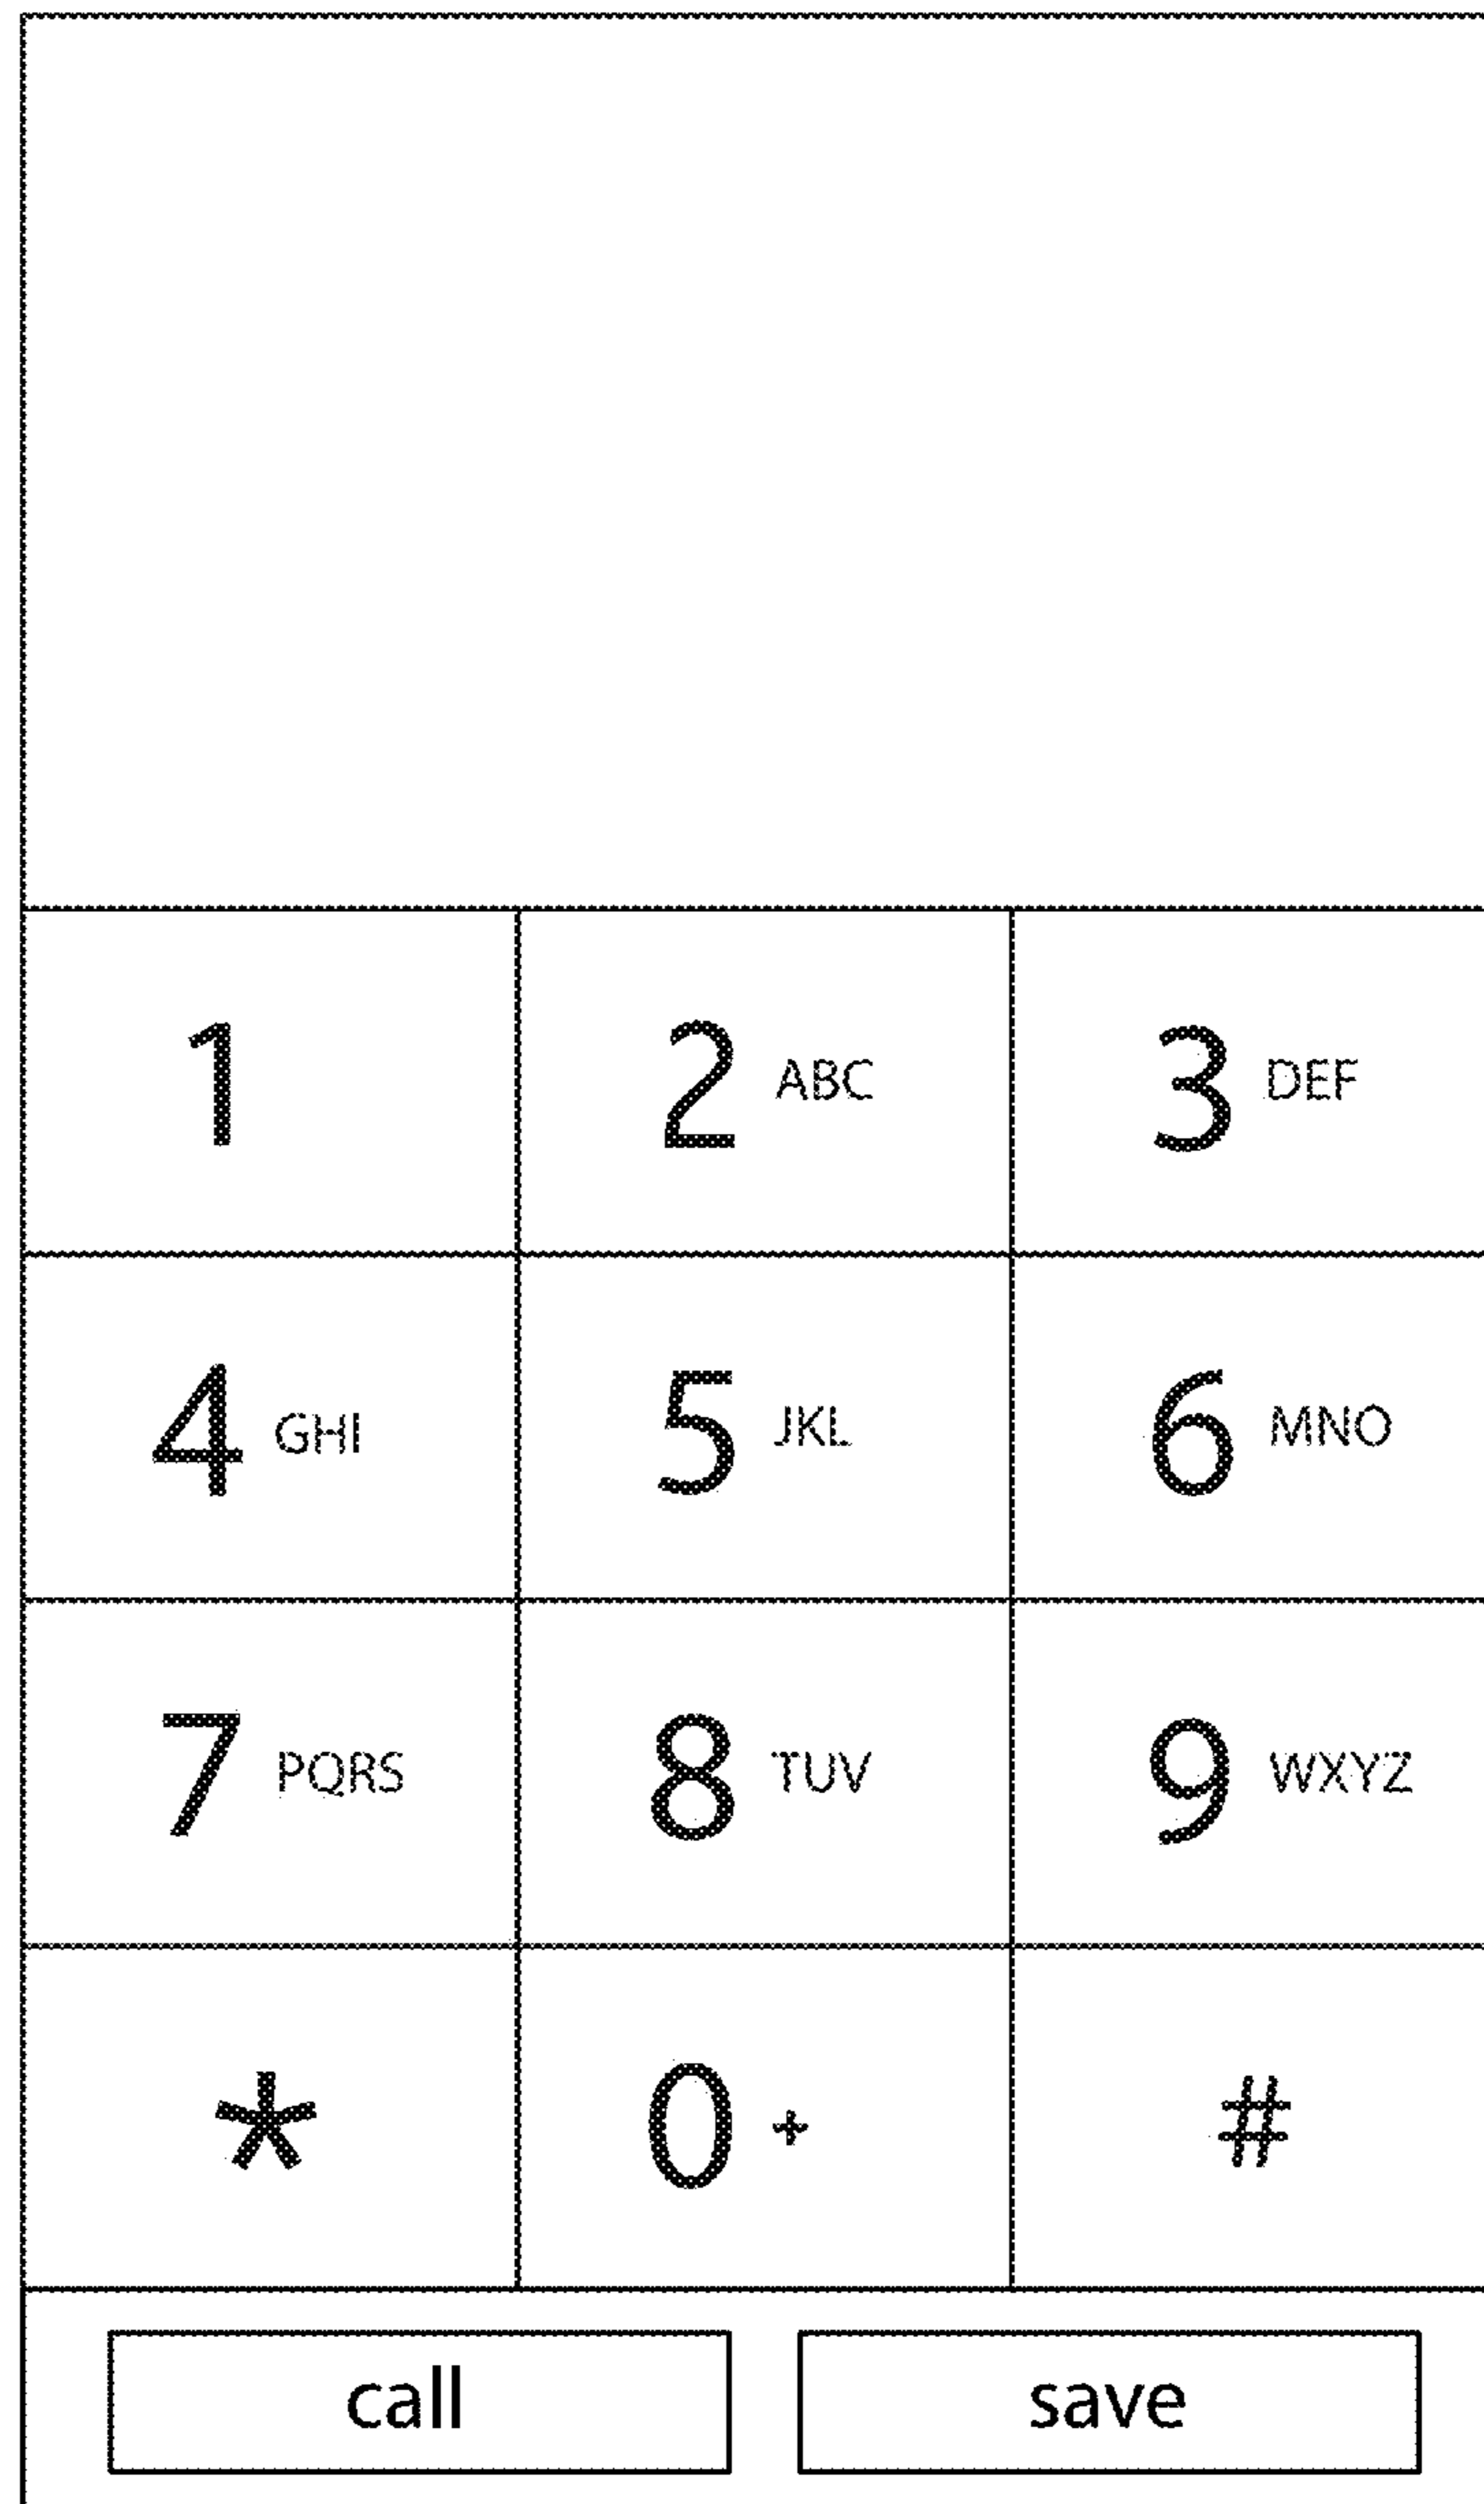 1 2 ABC 3 DEF
4 GHI 5 JKL 6 MNO
7 PQRS 8 TUV 9 WXYZ
* 0 + #
call save